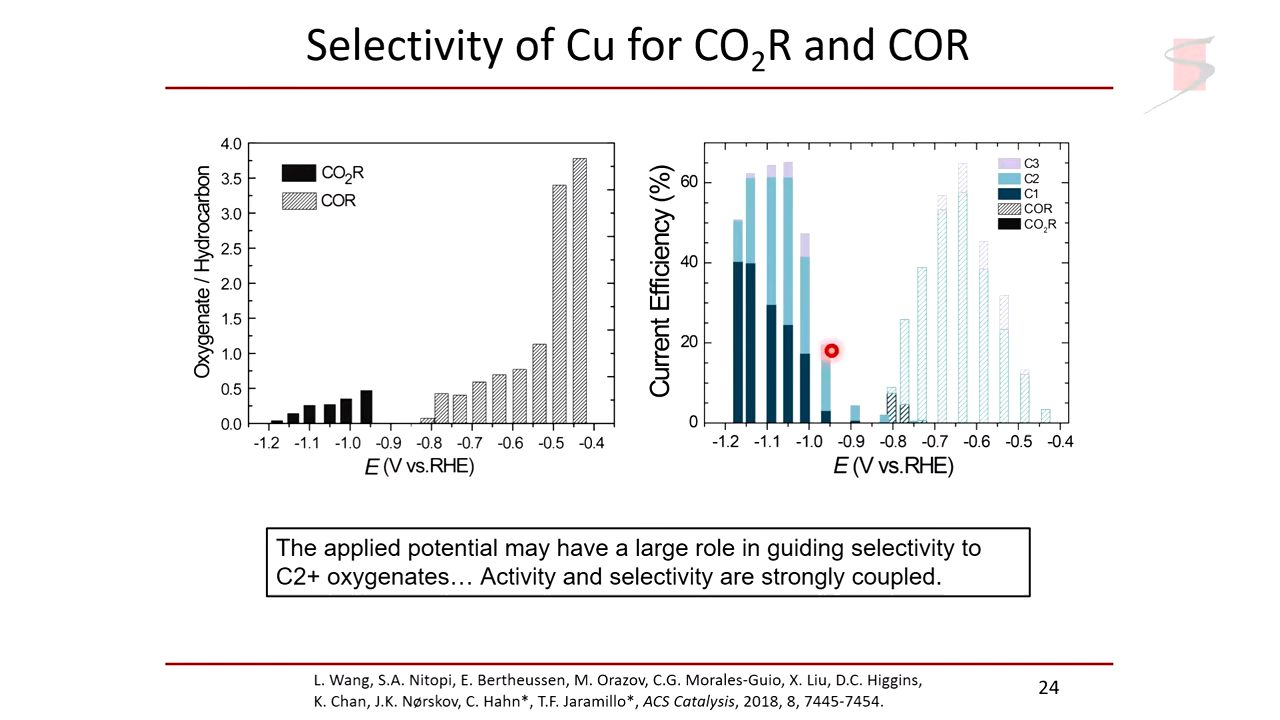 Selectivity of Cu for CO₂R and COR
4.0
3.5
3.0
2.5
2.0
1.5
1.0
0.5
0.0
Oxygenate / Hydrocarbon
CO₂R
COR
-1.2 -1.1 -1.0 -0.9 -0.8 -0.7 -0.6 -0.5 -0.4
E (V vs.RHE)
60
40
20
0
Current Efficiency (%)
C3
C2
C1
COR
CO₂R
-1.2 -1.1 -1.0 -0.9 -0.8 -0.7 -0.6 -0.5 -0.4
E (V vs.RHE)
The applied potential may have a large role in guiding selectivity to
C2+ oxygenates… Activity and selectivity are strongly coupled.
L. Wang, S.A. Nitopi, E. Bertheussen, M. Orazov, C.G. Morales-Guio, X. Liu, D.C. Higgins,
K. Chan, J.K. Nørskov, C. Hahn*, T.F. Jaramillo*, ACS Catalysis, 2018, 8, 7445-7454.
24